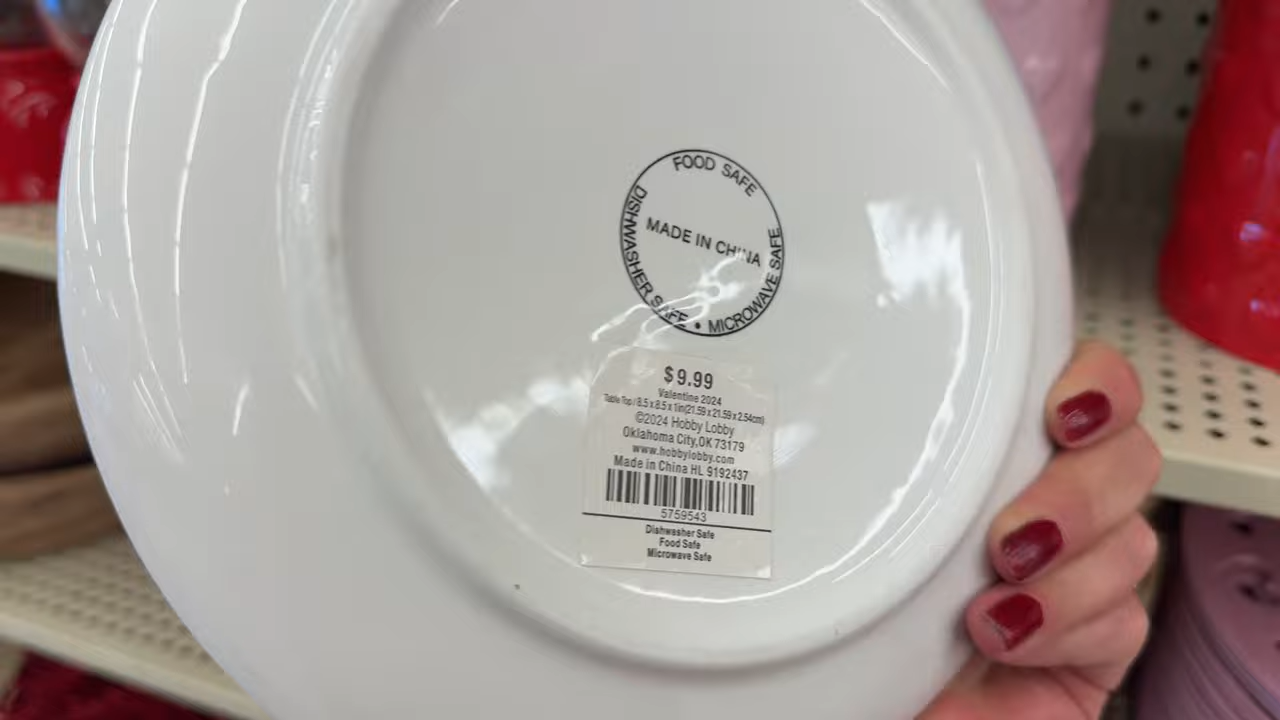 FOOD SAFE
MADE IN CHINA
DISHWASHER SAFE • MICROWAVE SAFE
$9.99
Valentine 2024
Table Top / 8.5 x 8.5 x 1in(21.59 x 21.59 x 2.54cm)
©2024 Hobby Lobby
Oklahoma City, OK 73179
www.hobbylobby.com
Made in China HL 9192437
5759543
Dishwasher Safe
Food Safe
Microwave Safe